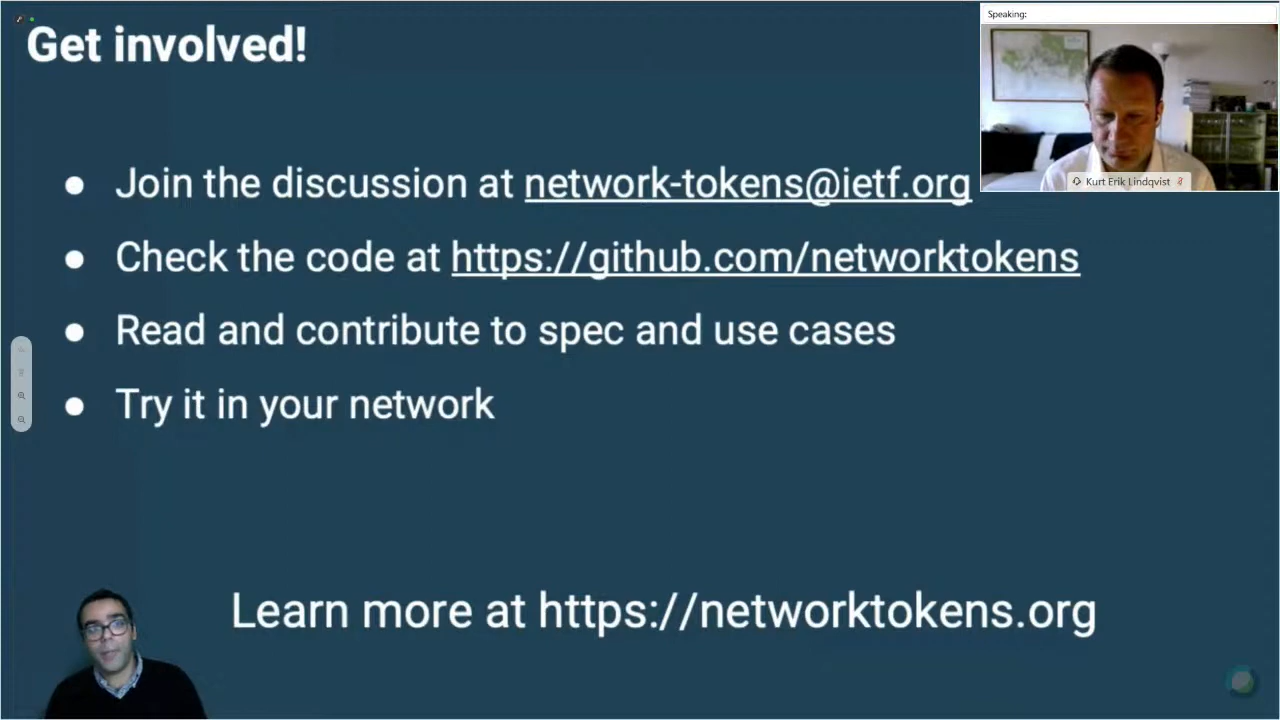 Get involved!
Speaking:
Kurt Erik Lindqvist
● Join the discussion at network-tokens@ietf.org
● Check the code at https://github.com/networktokens
● Read and contribute to spec and use cases
● Try it in your network
Learn more at https://networktokens.org